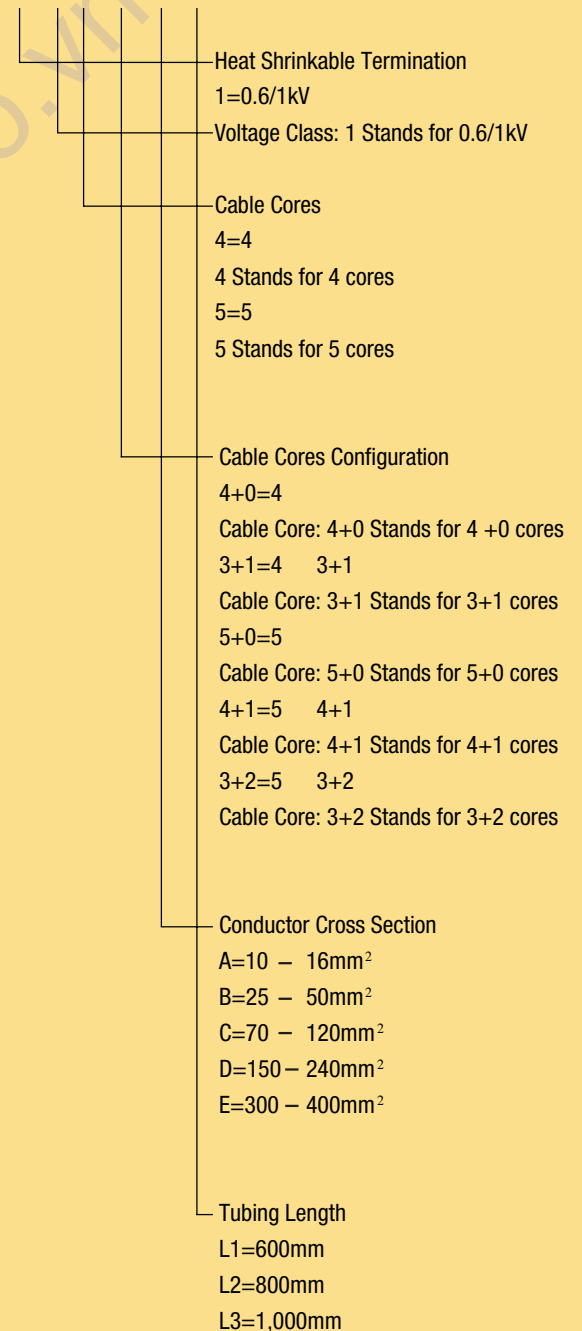 Heat Shrinkable Termination
1=0.6/1kV
Voltage Class: 1 Stands for 0.6/1kV
Cable Cores
4=4
4 Stands for 4 cores
5=5
5 Stands for 5 cores
Cable Cores Configuration
4+0=4
Cable Core: 4+0 Stands for 4 +0 cores
3+1=4 3+1
Cable Core: 3+1 Stands for 3+1 cores
5+0=5
Cable Core: 5+0 Stands for 5+0 cores
4+1=5 4+1
Cable Core: 4+1 Stands for 4+1 cores
3+2=5 3+2
Cable Core: 3+2 Stands for 3+2 cores
Conductor Cross Section
A=10 – 16mm²
B=25 – 50mm²
C=70 – 120mm²
D=150 – 240mm²
E=300 – 400mm²
Tubing Length
L1=600mm
L2=800mm
L3=1,000mm